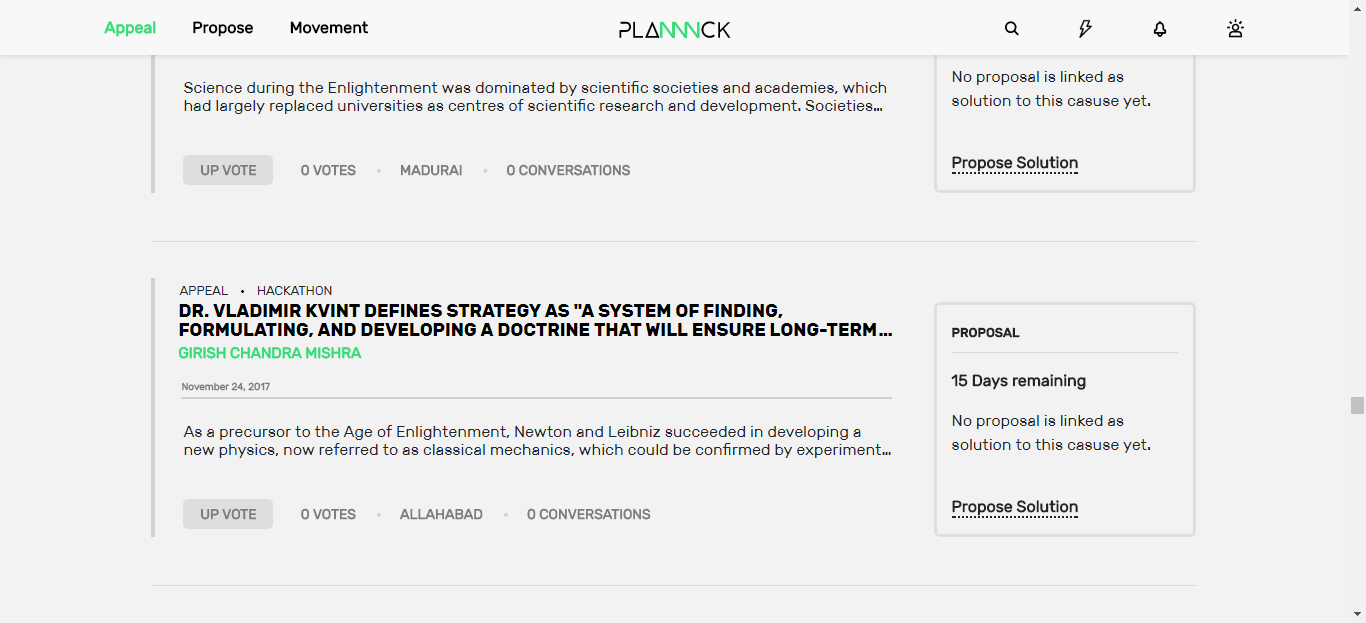 Appeal Propose Movement PLANNNCK
Science during the Enlightenment was dominated by scientific societies and academies, which
had largely replaced universities as centres of scientific research and development. Societies...
UP VOTE 0 VOTES • MADURAI • 0 CONVERSATIONS
No proposal is linked as
solution to this casuse yet.
Propose Solution
APPEAL • HACKATHON
DR. VLADIMIR KVINT DEFINES STRATEGY AS "A SYSTEM OF FINDING,
FORMULATING, AND DEVELOPING A DOCTRINE THAT WILL ENSURE LONG-TERM...
GIRISH CHANDRA MISHRA
November 24, 2017
As a precursor to the Age of Enlightenment, Newton and Leibniz succeeded in developing a
new physics, now referred to as classical mechanics, which could be confirmed by experiment...
UP VOTE 0 VOTES • ALLAHABAD • 0 CONVERSATIONS
PROPOSAL
15 Days remaining
No proposal is linked as
solution to this casuse yet.
Propose Solution